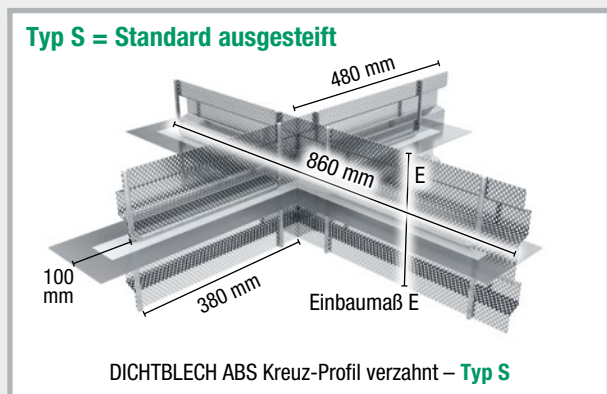 Typ S = Standard ausgesteift
480 mm
860 mm
E
100
mm
380 mm
Einbaumaß E
DICHTBLECH ABS Kreuz-Profil verzahnt – Typ S